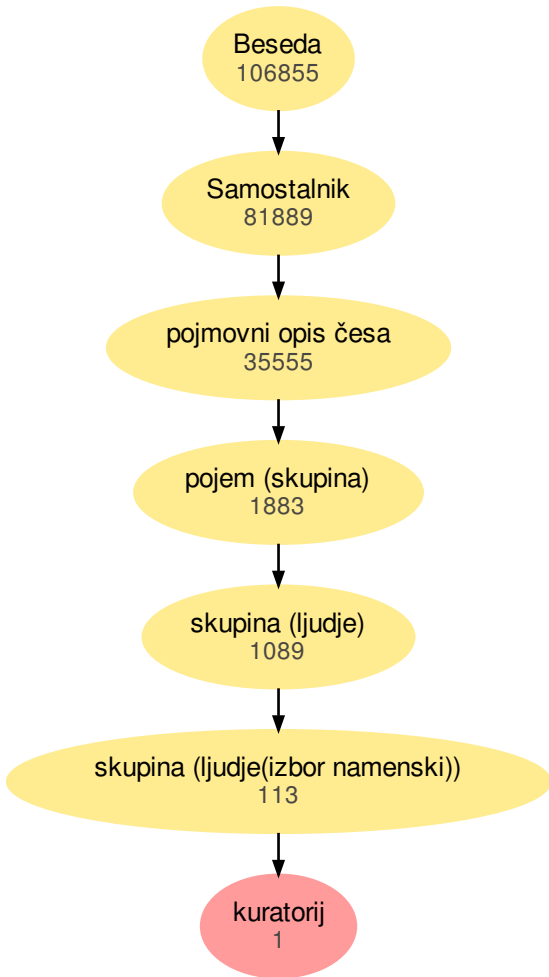 Beseda
106855
Samostalnik
81889
pojmovni opis česa
35555
pojem (skupina)
1883
skupina (ljudje)
1089
skupina (ljudje(izbor namenski))
113
kuratorij
1